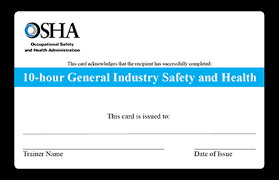 OSHA
Occupational Safety
and Health Administration
This card acknowledges that the recipient has successfully completed:
10-hour General Industry Safety and Health
This card is issued to:
Trainer Name Date of Issue